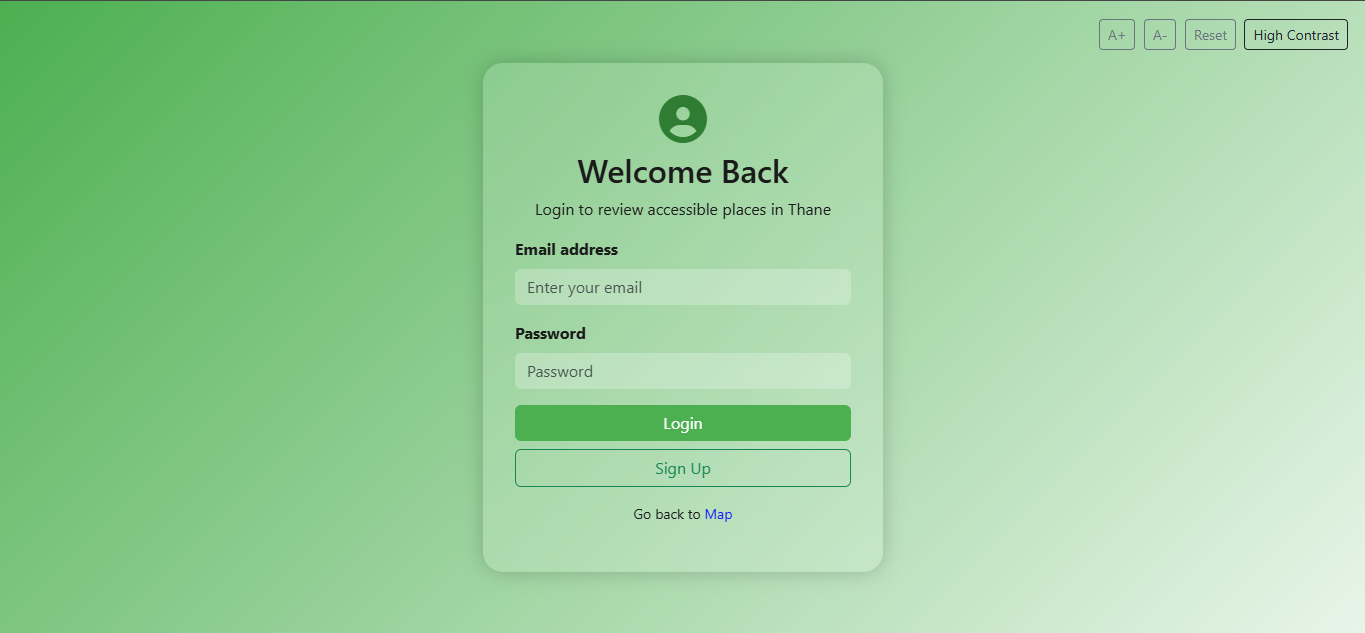 A+ A- Reset High Contrast
Welcome Back
Login to review accessible places in Thane
Email address
Enter your email
Password
Password
Login
Sign Up
Go back to Map